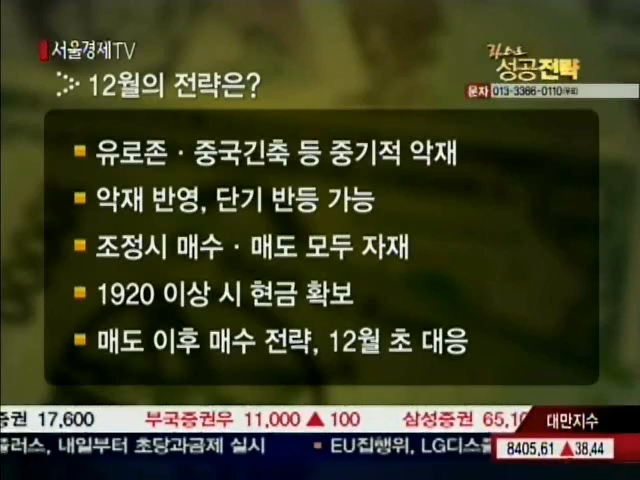 서울경제TV
12월의 전략은?
성공전략
문자 013-3366-0110(무료)
유로존 · 중국긴축 등 중기적 악재
악재 반영, 단기 반등 가능
조정시 매수 · 매도 모두 자재
1920 이상 시 현금 확보
매도 이후 매수 전략, 12월 초 대응
증권 17,600 부국증권우 11,000 ▲ 100 삼성증권 65,10
대만지수
플러스, 내일부터 초당과금제 실시 EU집행위, LG디스플
8405.61 ▲38.44